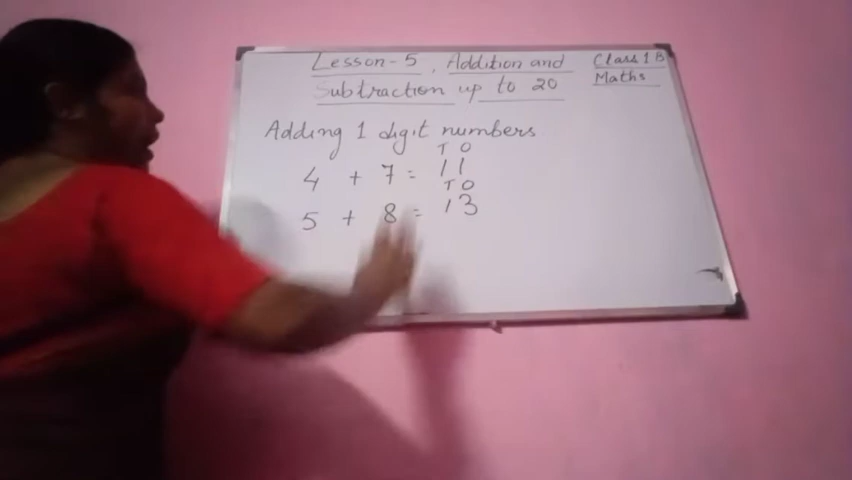 Lesson - 5, Addition and
Subtraction up to 20
Class 1 B
Maths
Adding 1 digit numbers
T O
4 + 7 = 11
T O
5 + 8 = 13